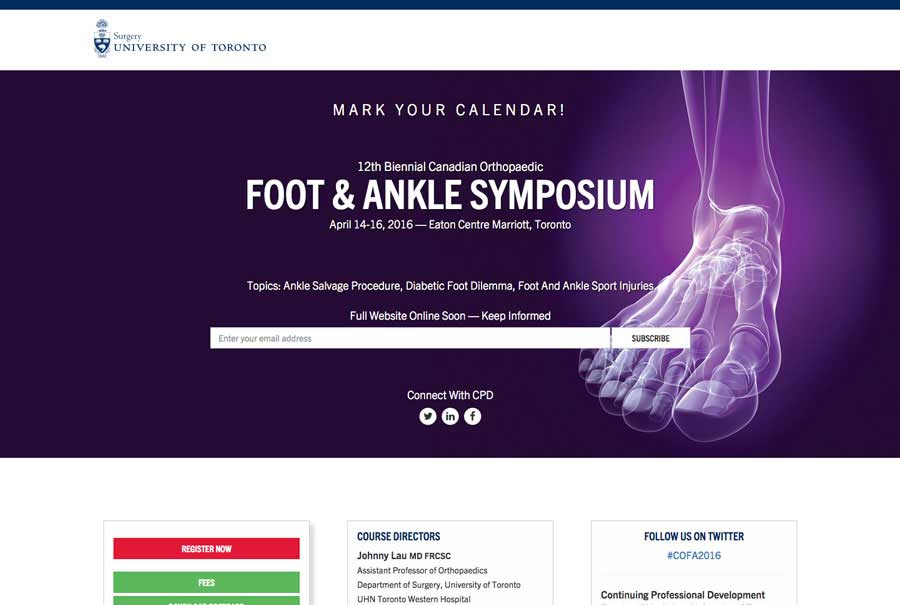 Surgery
UNIVERSITY OF TORONTO
MARK YOUR CALENDAR!
12th Biennial Canadian Orthopaedic
FOOT & ANKLE SYMPOSIUM
April 14-16, 2016 — Eaton Centre Marriott, Toronto
Topics: Ankle Salvage Procedure, Diabetic Foot Dilemma, Foot And Ankle Sport Injuries.
Full Website Online Soon — Keep Informed
Enter your email address
SUBSCRIBE
Connect With CPD
REGISTER NOW
FEES
COURSE DIRECTORS
Johnny Lau MD FRCSC
Assistant Professor of Orthopaedics
Department of Surgery, University of Toronto
UHN Toronto Western Hospital
FOLLOW US ON TWITTER
#COFA2016
Continuing Professional Development